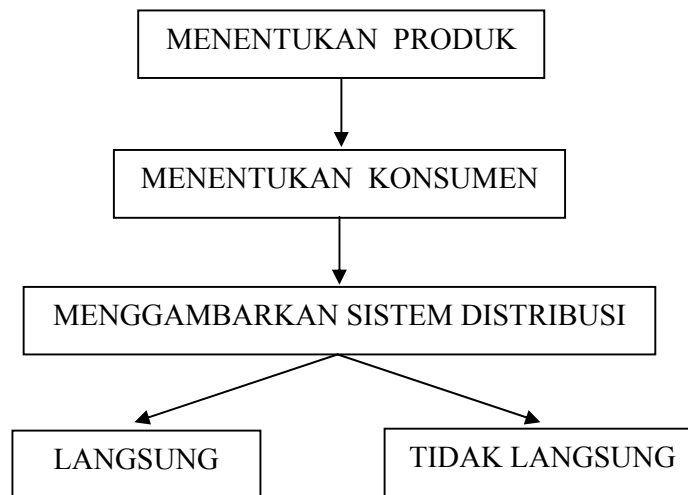 MENENTUKAN PRODUK
MENENTUKAN KONSUMEN
MENGGAMBARKAN SISTEM DISTRIBUSI
LANGSUNG
TIDAK LANGSUNG